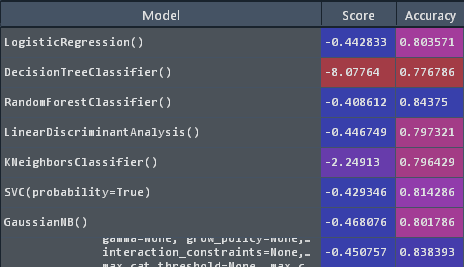 Model Score Accuracy
LogisticRegression() -0.442833 0.803571
DecisionTreeClassifier() -8.07764 0.776786
RandomForestClassifier() -0.408612 0.84375
LinearDiscriminantAnalysis() -0.446749 0.797321
KNeighborsClassifier() -2.24913 0.796429
SVC(probability=True) -0.429346 0.814286
GaussianNB() -0.468076 0.801786
gamma=None, grow_policy=None,…
interaction_constraints=None,… -0.450757 0.838393
max_cat_threshold=None, max_c…